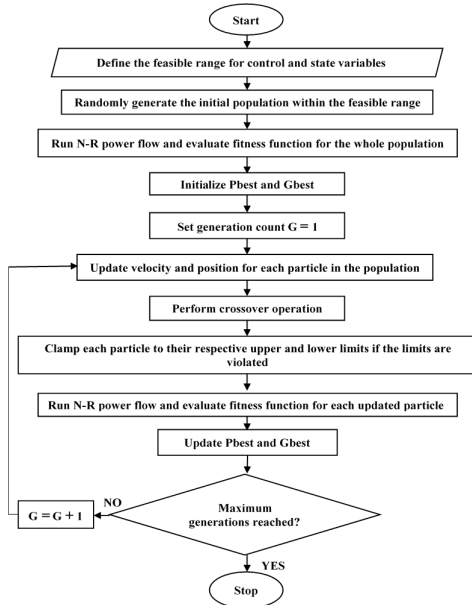 Start
Define the feasible range for control and state variables
Randomly generate the initial population within the feasible range
Run N-R power flow and evaluate fitness function for the whole population
Initialize Pbest and Gbest
Set generation count G = 1
Update velocity and position for each particle in the population
Perform crossover operation
Clamp each particle to their respective upper and lower limits if the limits are
violated
Run N-R power flow and evaluate fitness function for each updated particle
Update Pbest and Gbest
Maximum
generations reached?
NO
G = G + 1
YES
Stop